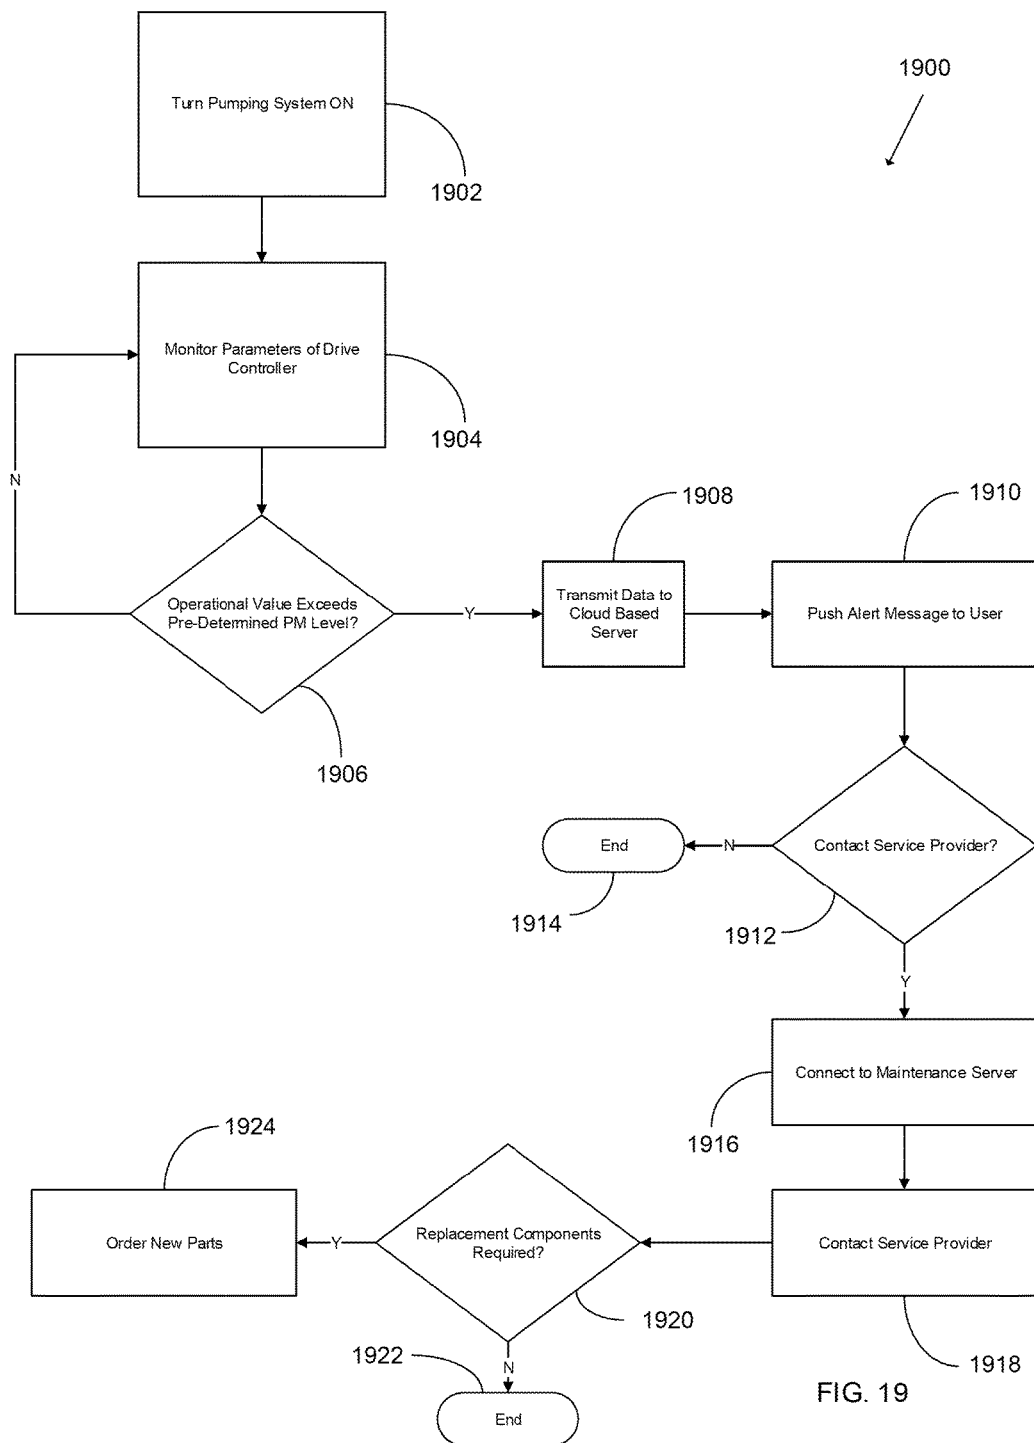 Turn Pumping System ON
1900
1902
Monitor Parameters of Drive
Controller
1904
N
1908
1910
Operational Value Exceeds
Pre-Determined PM Level?
Y
Transmit Data to
Cloud Based
Server
Push Alert Message to User
1906
End
N
Contact Service Provider?
1914
1912
Y
Connect to Maintenance Server
1916
1924
Order New Parts
Y
Replacement Components
Required?
Contact Service Provider
1920
1922
N
1918
End
FIG. 19